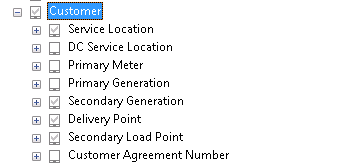 Customer
Service Location
DC Service Location
Primary Meter
Primary Generation
Secondary Generation
Delivery Point
Secondary Load Point
Customer Agreement Number